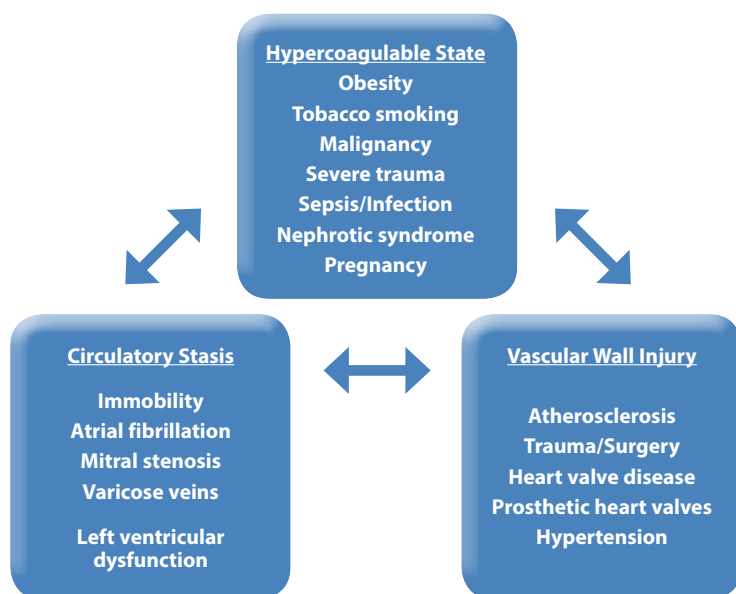 Hypercoagulable State
Obesity
Tobacco smoking
Malignancy
Severe trauma
Sepsis/Infection
Nephrotic syndrome
Pregnancy
Circulatory Stasis
Immobility
Atrial fibrillation
Mitral stenosis
Varicose veins
Left ventricular
dysfunction
Vascular Wall Injury
Atherosclerosis
Trauma/Surgery
Heart valve disease
Prosthetic heart valves
Hypertension